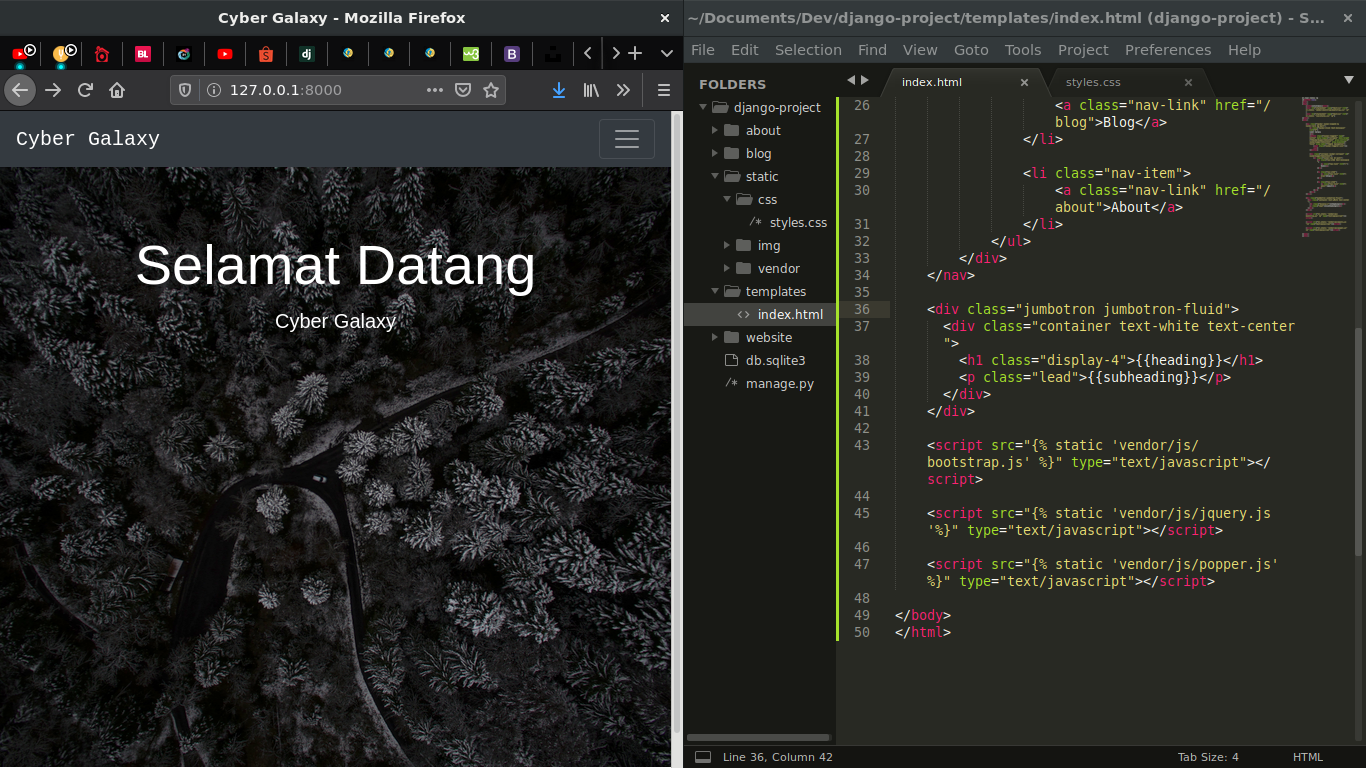 Cyber Galaxy - Mozilla Firefox
BL
dj
B
BL
127.0.0.1:8000
Cyber Galaxy
Selamat Datang
Cyber Galaxy
~/Documents/Dev/django-project/templates/index.html (django-project) - S...
File Edit Selection Find View Goto Tools Project Preferences Help
FOLDERS
django-project
about
blog
static
css
/* styles.css
img
vendor
templates
<> index.html
website
db.sqlite3
/* manage.py
index.html
styles.css
26 <a class="nav-link" href="/
blog">Blog</a>
27 </li>
28
29 <li class="nav-item">
30 <a class="nav-link" href="/
about">About</a>
31 </li>
32 </ul>
33 </div>
34 </nav>
35
36 <div class="jumbotron jumbotron-fluid">
37 <div class="container text-white text-center
">
38 <h1 class="display-4">{{heading}}</h1>
39 <p class="lead">{{subheading}}</p>
40 </div>
41 </div>
42
43 <script src="{% static 'vendor/js/
bootstrap.js' %}" type="text/javascript"></
script>
44
45 <script src="{% static 'vendor/js/jquery.js
'%}" type="text/javascript"></script>
46
47 <script src="{% static 'vendor/js/popper.js'
%}" type="text/javascript"></script>
48
49 </body>
50 </html>
Line 36, Column 42
Tab Size: 4
HTML